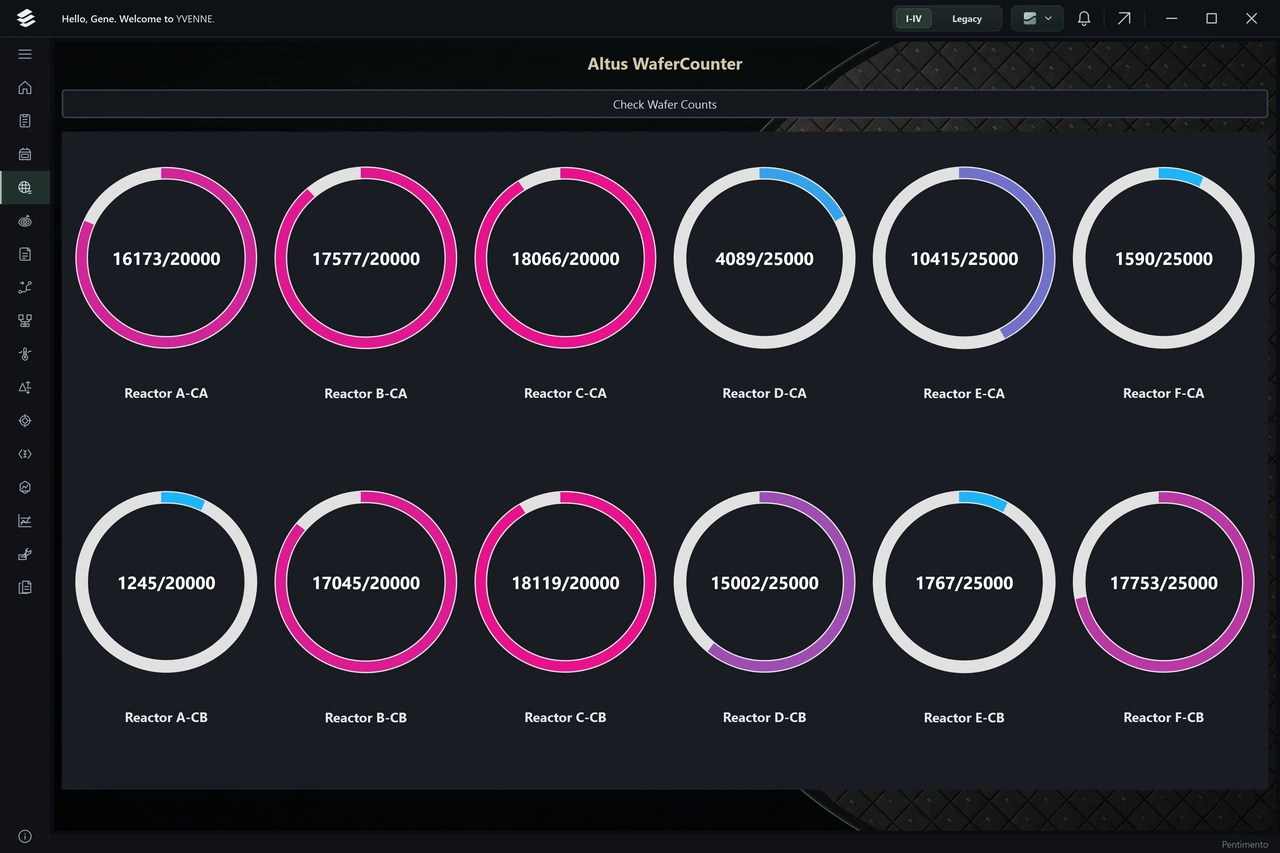 Hello, Gene. Welcome to YVENNE.
I-IV
Legacy
Altus WaferCounter
Check Wafer Counts
16173/20000
17577/20000
18066/20000
4089/25000
10415/25000
1590/25000
Reactor A-CA
Reactor B-CA
Reactor C-CA
Reactor D-CA
Reactor E-CA
Reactor F-CA
1245/20000
17045/20000
18119/20000
15002/25000
1767/25000
17753/25000
Reactor A-CB
Reactor B-CB
Reactor C-CB
Reactor D-CB
Reactor E-CB
Reactor F-CB
Pentimento